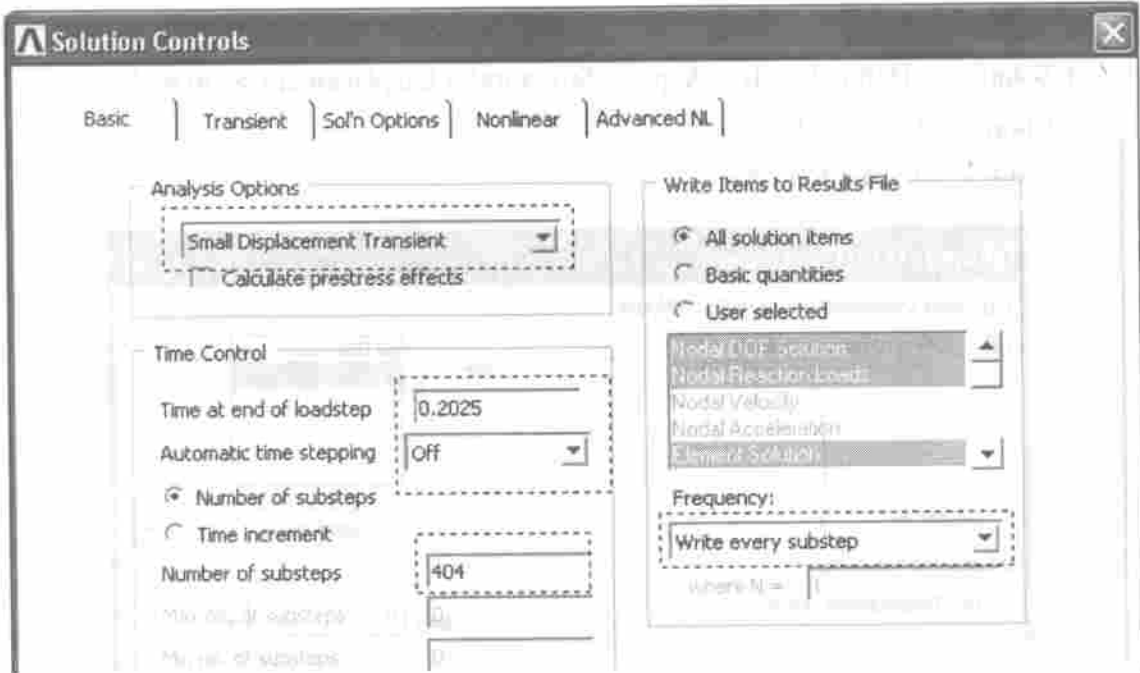 Solution Controls
Basic
Transient
Sol'n Options
Nonlinear
Advanced NL
Analysis Options
Small Displacement Transient
Calculate prestress effects
Time Control
Time at end of loadstep
0.2025
Automatic time stepping
Off
Number of substeps
Time increment
Number of substeps
404
Write Items to Results File
All solution items
Basic quantities
User selected
Nodal DOF Solution
Nodal Reaction Loads
Nodal Velocity
Nodal Acceleration
Element Solution
Frequency:
Write every substep
where N =